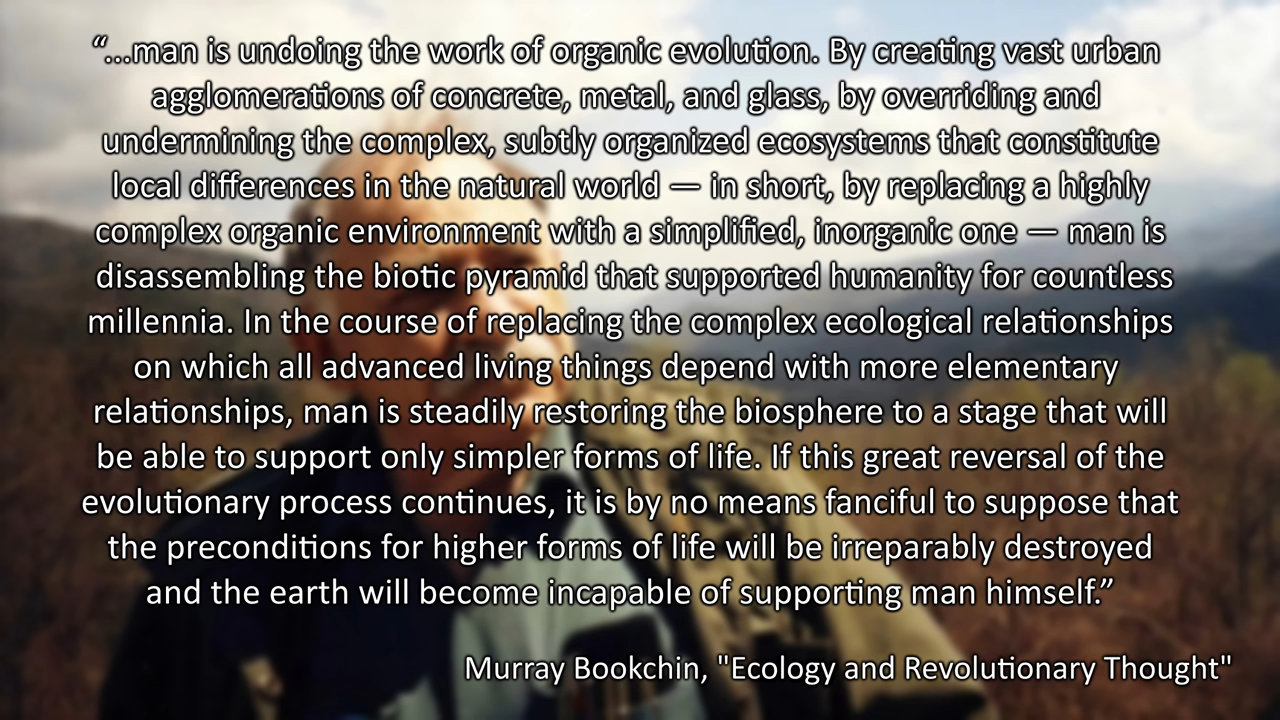 “...man is undoing the work of organic evolution. By creating vast urban
agglomerations of concrete, metal, and glass, by overriding and
undermining the complex, subtly organized ecosystems that constitute
local differences in the natural world — in short, by replacing a highly
complex organic environment with a simplified, inorganic one — man is
disassembling the biotic pyramid that supported humanity for countless
millennia. In the course of replacing the complex ecological relationships
on which all advanced living things depend with more elementary
relationships, man is steadily restoring the biosphere to a stage that will
be able to support only simpler forms of life. If this great reversal of the
evolutionary process continues, it is by no means fanciful to suppose that
the preconditions for higher forms of life will be irreparably destroyed
and the earth will become incapable of supporting man himself.”
Murray Bookchin, "Ecology and Revolutionary Thought"